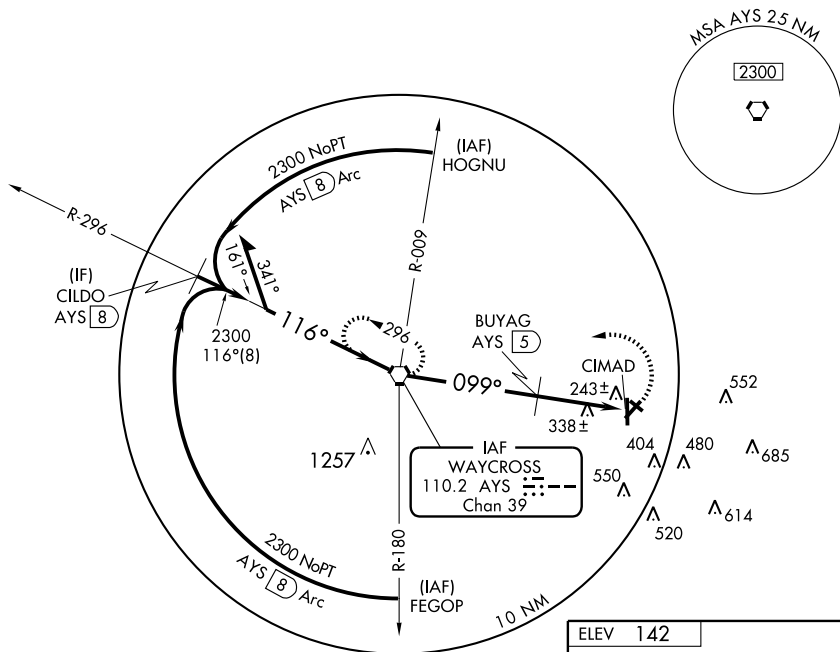 MSA AYS 25 NM
2300
2300 NoPT
AYS 8 Arc
(IAF)
HOGNU
R-296
R-009
(IF)
CILDO
AYS 8
161°
341°
2300
116°(8)
116°
296
BUYAG
AYS 5
099°
CIMAD
243±
338±
552
404
480
685
550
520
614
1257
IAF
WAYCROSS
110.2 AYS
Chan 39
R-180
2300 NoPT
AYS 8 Arc
(IAF)
FEGOP
10 NM
ELEV 142